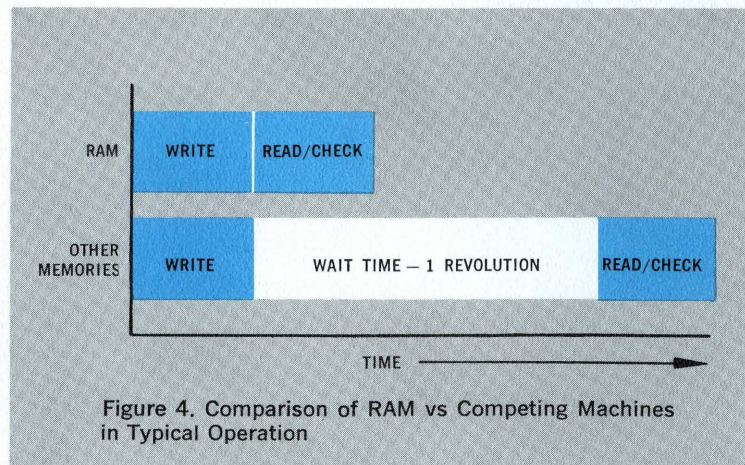 RAM
WRITE
READ/CHECK
OTHER
MEMORIES
WRITE
WAIT TIME — 1 REVOLUTION
READ/CHECK
TIME
Figure 4. Comparison of RAM vs Competing Machines
in Typical Operation